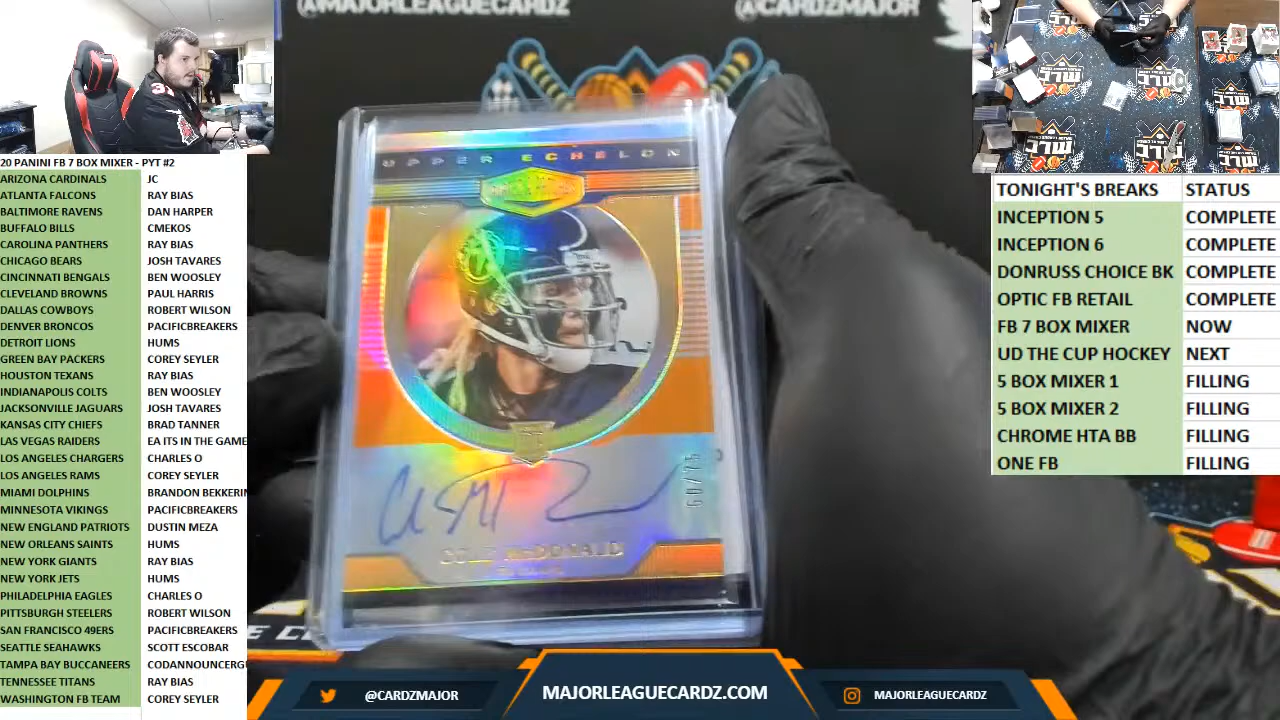 @MAJORLEAGUECARDZ
@CARDZMAJOR
20 PANINI FB 7 BOX MIXER - PYT #2
ARIZONA CARDINALS JC
ATLANTA FALCONS RAY BIAS
BALTIMORE RAVENS DAN HARPER
BUFFALO BILLS CMEKOS
CAROLINA PANTHERS RAY BIAS
CHICAGO BEARS JOSH TAVARES
CINCINNATI BENGALS BEN WOOSLEY
CLEVELAND BROWNS PAUL HARRIS
DALLAS COWBOYS ROBERT WILSON
DENVER BRONCOS PACIFICBREAKERS
DETROIT LIONS HUMS
GREEN BAY PACKERS COREY SEYLER
HOUSTON TEXANS RAY BIAS
INDIANAPOLIS COLTS BEN WOOSLEY
JACKSONVILLE JAGUARS JOSH TAVARES
KANSAS CITY CHIEFS BRAD TANNER
LAS VEGAS RAIDERS EA ITS IN THE GAME
LOS ANGELES CHARGERS CHARLES O
LOS ANGELES RAMS COREY SEYLER
MIAMI DOLPHINS BRANDON BEKKERIN
MINNESOTA VIKINGS PACIFICBREAKERS
NEW ENGLAND PATRIOTS DUSTIN MEZA
NEW ORLEANS SAINTS HUMS
NEW YORK GIANTS RAY BIAS
NEW YORK JETS HUMS
PHILADELPHIA EAGLES CHARLES O
PITTSBURGH STEELERS ROBERT WILSON
SAN FRANCISCO 49ERS PACIFICBREAKERS
SEATTLE SEAHAWKS SCOTT ESCOBAR
TAMPA BAY BUCCANEERS CODANNOUNCERG
TENNESSEE TITANS RAY BIAS
WASHINGTON FB TEAM COREY SEYLER
UPPER ECHELON
COLE McDONALD
TONIGHT'S BREAKS STATUS
INCEPTION 5 COMPLETE
INCEPTION 6 COMPLETE
DONRUSS CHOICE BK COMPLETE
OPTIC FB RETAIL COMPLETE
FB 7 BOX MIXER NOW
UD THE CUP HOCKEY NEXT
5 BOX MIXER 1 FILLING
5 BOX MIXER 2 FILLING
CHROME HTA BB FILLING
ONE FB FILLING
@CARDZMAJOR
MAJORLEAGUECARDZ.COM
MAJORLEAGUECARDZ